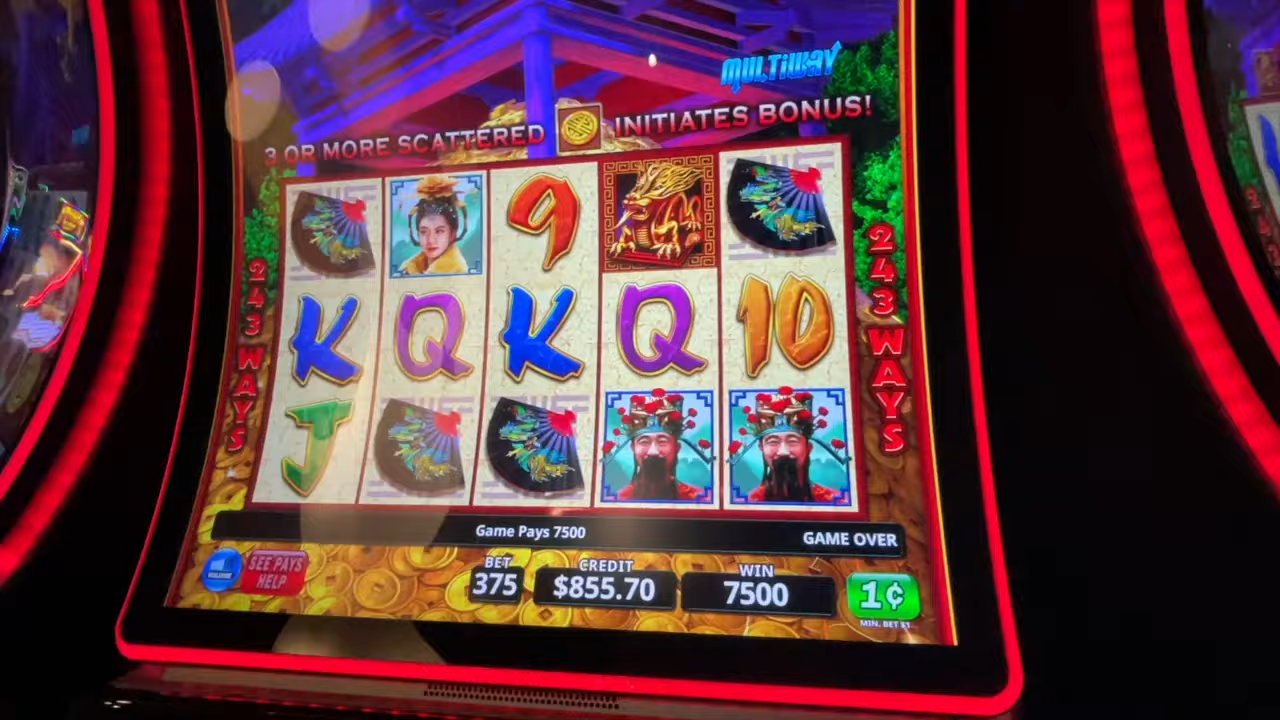 MULTIWAY
3 OR MORE SCATTERED INITIATES BONUS!
9
K Q K Q 10
J
243 WAYS
243 WAYS
Game Pays 7500
GAME OVER
SEE PAYS
HELP
VOLUME
BET
375
CREDIT
$855.70
WIN
7500
1¢
MIN. BET $1